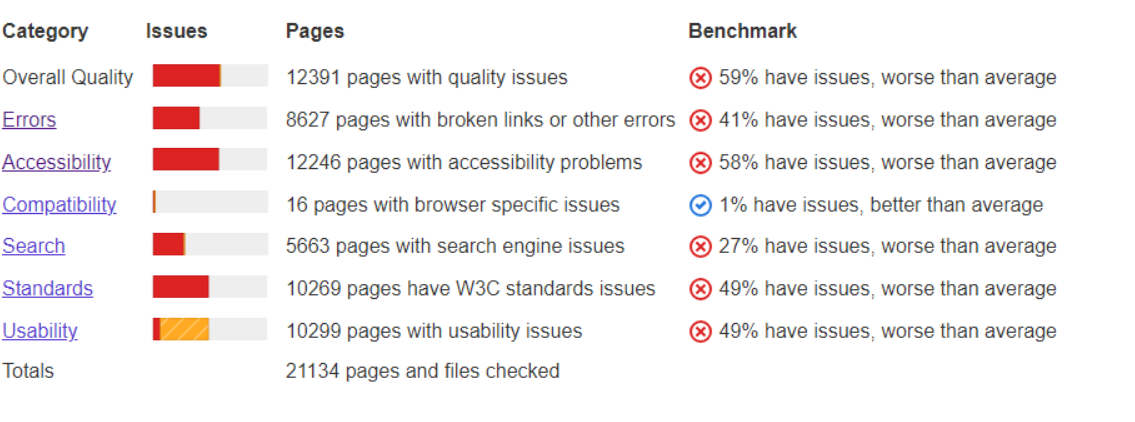 Category Issues Pages Benchmark
Overall Quality 12391 pages with quality issues 59% have issues, worse than average
Errors 8627 pages with broken links or other errors 41% have issues, worse than average
Accessibility 12246 pages with accessibility problems 58% have issues, worse than average
Compatibility 16 pages with browser specific issues 1% have issues, better than average
Search 5663 pages with search engine issues 27% have issues, worse than average
Standards 10269 pages have W3C standards issues 49% have issues, worse than average
Usability 10299 pages with usability issues 49% have issues, worse than average
Totals 21134 pages and files checked